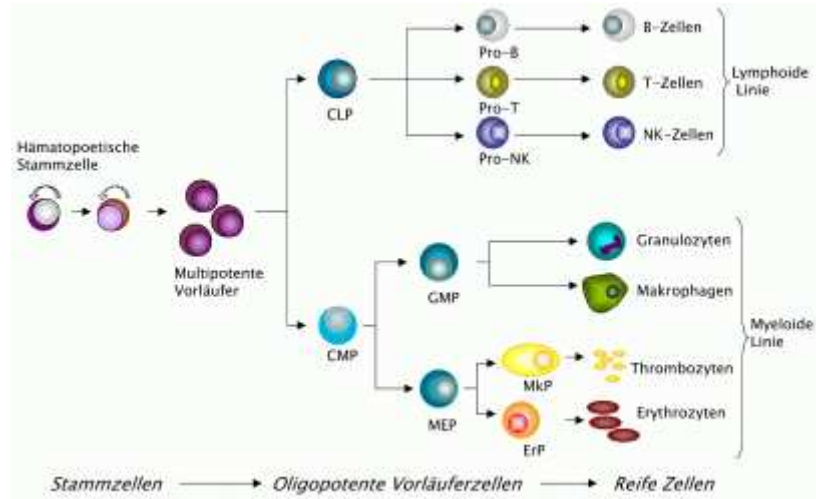 Hämatopoetische
Stammzelle
Multipotente
Vorläufer
CLP
CMP
Pro-B
Pro-T
Pro-NK
B-Zellen
T-Zellen
NK-Zellen
Lymphoide
Linie
GMP
MEP
MkP
ErP
Granulozyten
Makrophagen
Thrombozyten
Erythrozyten
Myeloide
Linie
Stammzellen
Oligopotente Vorläuferzellen
Reife Zellen